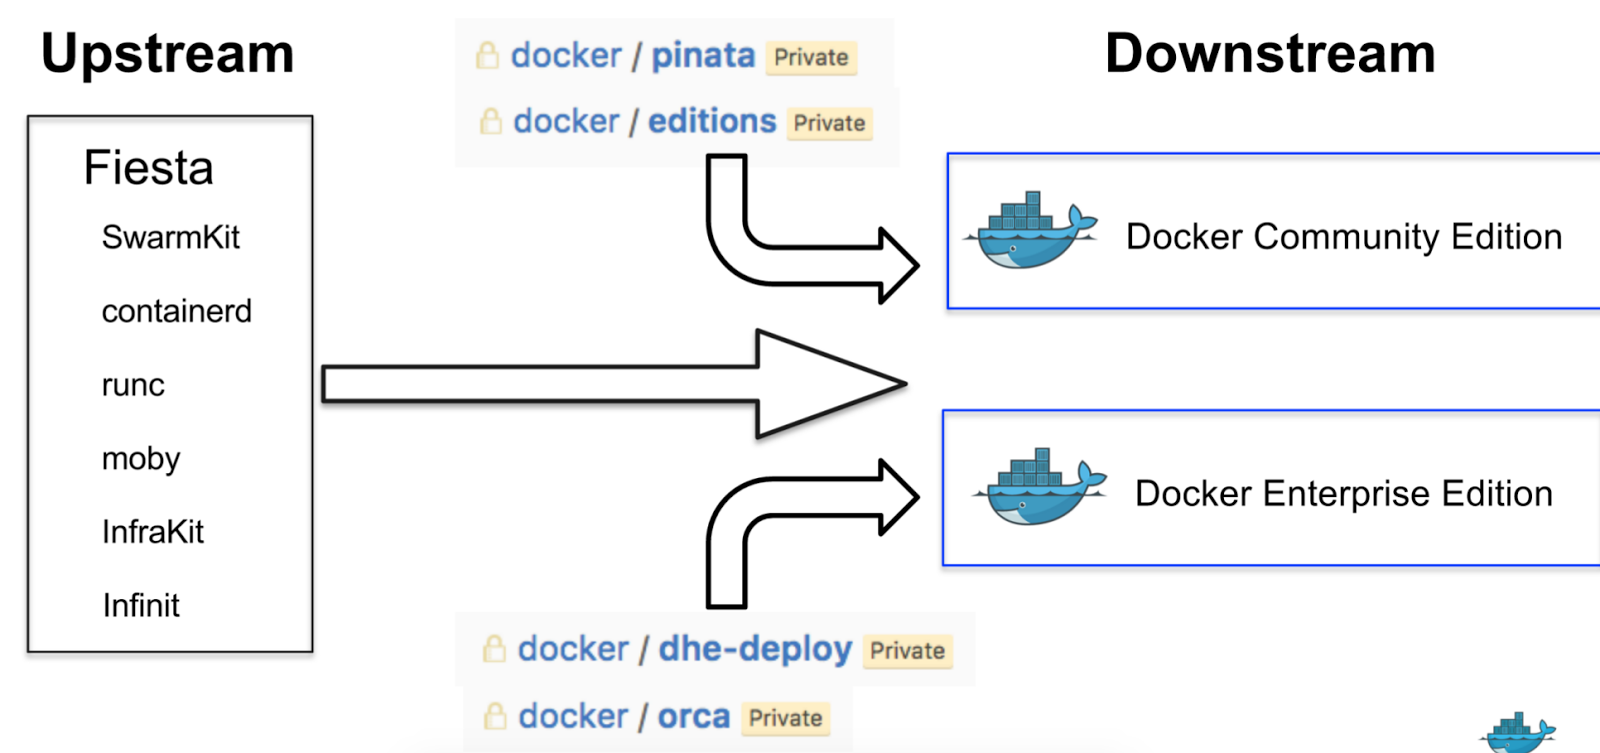 Upstream
Fiesta
SwarmKit
containerd
runc
moby
InfraKit
Infinit
docker / pinata Private
docker / editions Private
docker / dhe-deploy Private
docker / orca Private
Downstream
Docker Community Edition
Docker Enterprise Edition